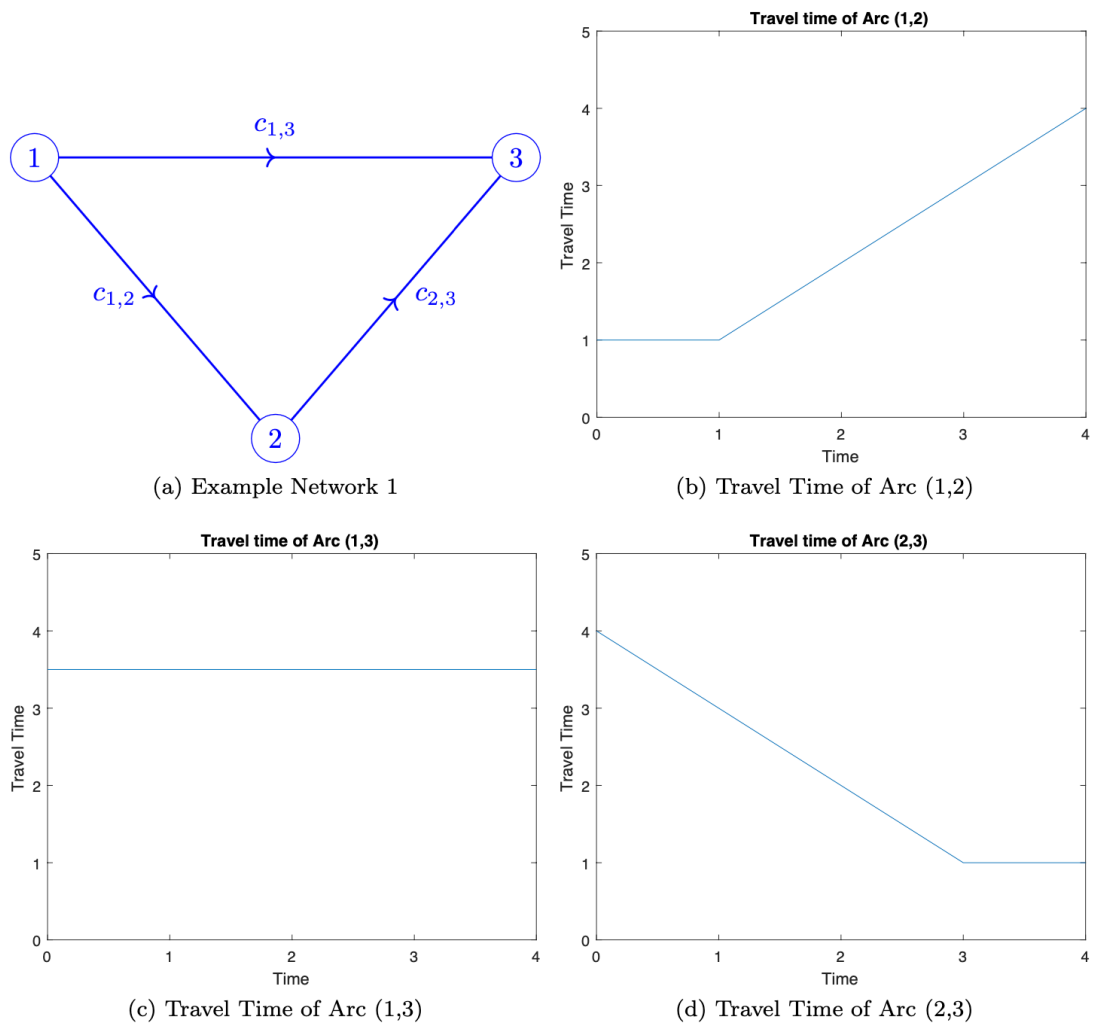 c1,3
1
3
c1,2
c2,3
2
(a) Example Network 1
Travel time of Arc (1,2)
Travel Time
5
4
3
2
1
0
0 1 2 3 4
Time
(b) Travel Time of Arc (1,2)
Travel time of Arc (1,3)
Travel Time
5
4
3
2
1
0
0 1 2 3 4
Time
(c) Travel Time of Arc (1,3)
Travel time of Arc (2,3)
Travel Time
5
4
3
2
1
0
0 1 2 3 4
Time
(d) Travel Time of Arc (2,3)